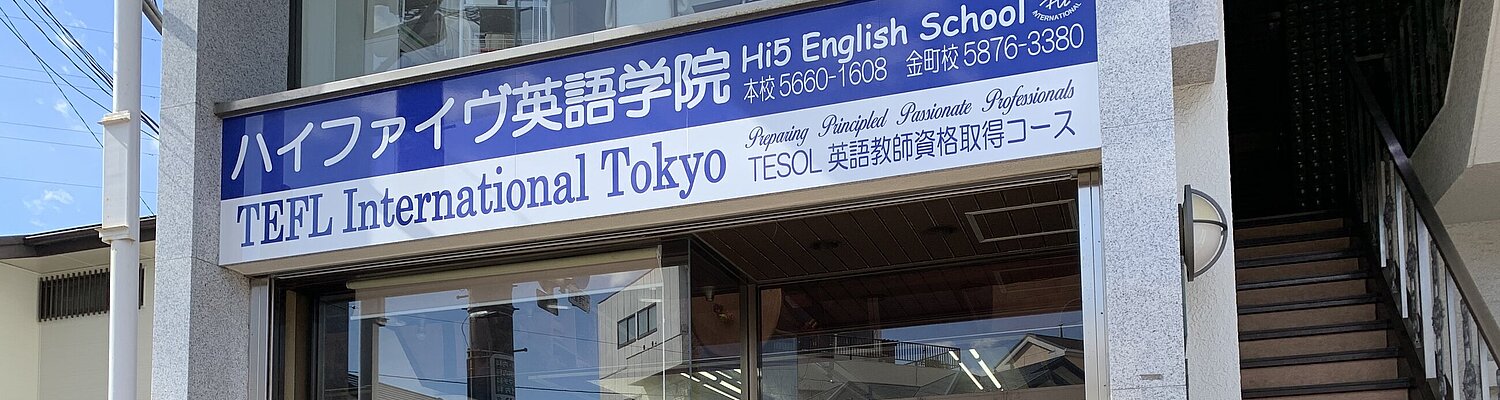 ハイファイヴ英語学院
Hi5 English School
本校 5660-1608 金町校 5876-3380
INTERNATIONAL
TEFL International Tokyo
Preparing Principled Passionate Professionals
TESOL 英語教師資格取得コース